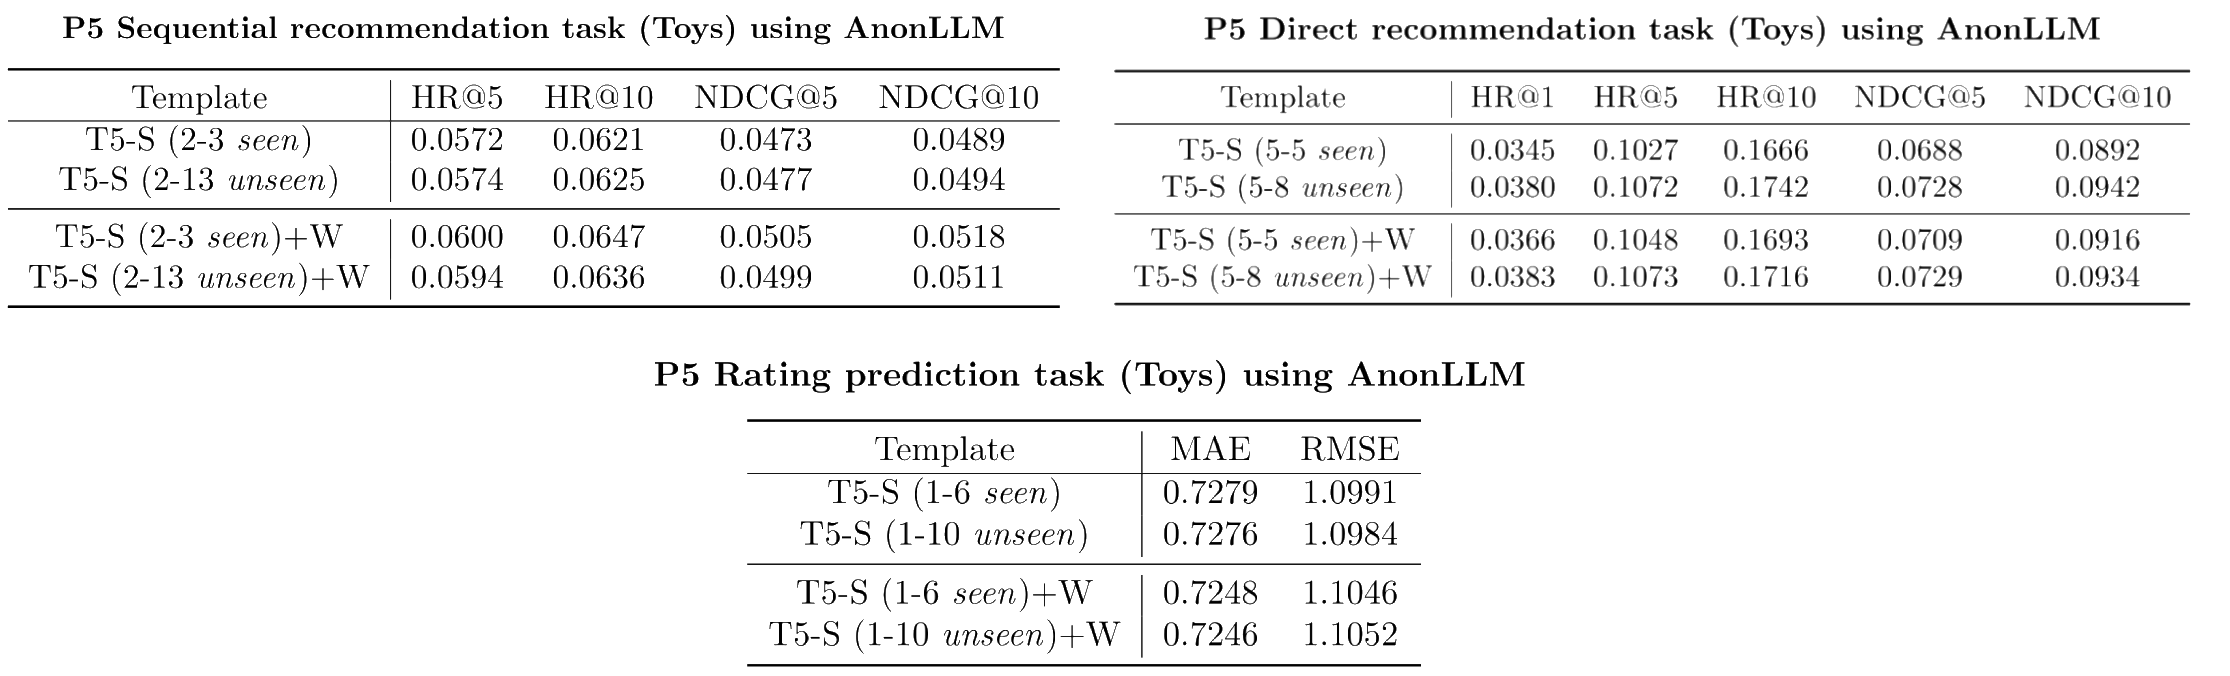 P5 Sequential recommendation task (Toys) using AnonLLM
Template HR@5 HR@10 NDCG@5 NDCG@10
T5-S (2-3 seen) 0.0572 0.0621 0.0473 0.0489
T5-S (2-13 unseen) 0.0574 0.0625 0.0477 0.0494
T5-S (2-3 seen)+W 0.0600 0.0647 0.0505 0.0518
T5-S (2-13 unseen)+W 0.0594 0.0636 0.0499 0.0511
P5 Direct recommendation task (Toys) using AnonLLM
Template HR@1 HR@5 HR@10 NDCG@5 NDCG@10
T5-S (5-5 seen) 0.0345 0.1027 0.1666 0.0688 0.0892
T5-S (5-8 unseen) 0.0380 0.1072 0.1742 0.0728 0.0942
T5-S (5-5 seen)+W 0.0366 0.1048 0.1693 0.0709 0.0916
T5-S (5-8 unseen)+W 0.0383 0.1073 0.1716 0.0729 0.0934
P5 Rating prediction task (Toys) using AnonLLM
Template MAE RMSE
T5-S (1-6 seen) 0.7279 1.0991
T5-S (1-10 unseen) 0.7276 1.0984
T5-S (1-6 seen)+W 0.7248 1.1046
T5-S (1-10 unseen)+W 0.7246 1.1052